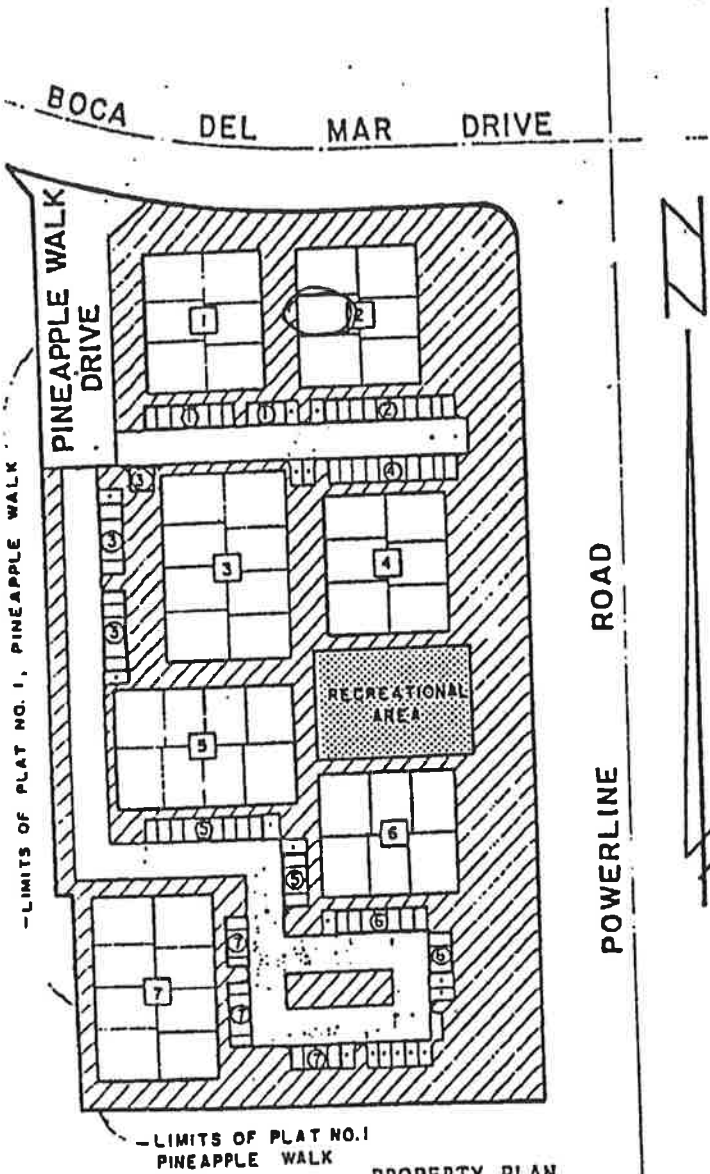 BOCA DEL MAR DRIVE
PINEAPPLE WALK
DRIVE
1
2
1
1
2
3
4
3
3
4
3
-LIMITS OF PLAT NO. 1, PINEAPPLE WALK
ROAD
POWERLINE
RECREATIONAL
AREA
5
5
6
5
6
6
7
7
7
7
-LIMITS OF PLAT NO.1
PINEAPPLE WALK
PROPERTY PLAN